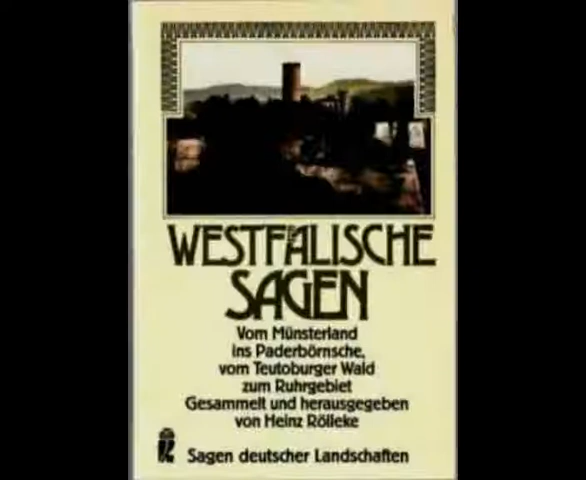 WESTFÄLISCHE
SAGEN
Vom Münsterland
ins Paderbörnsche,
vom Teutoburger Wald
zum Ruhrgebiet
Gesammelt und herausgegeben
von Heinz Rölleke
Sagen deutscher Landschaften